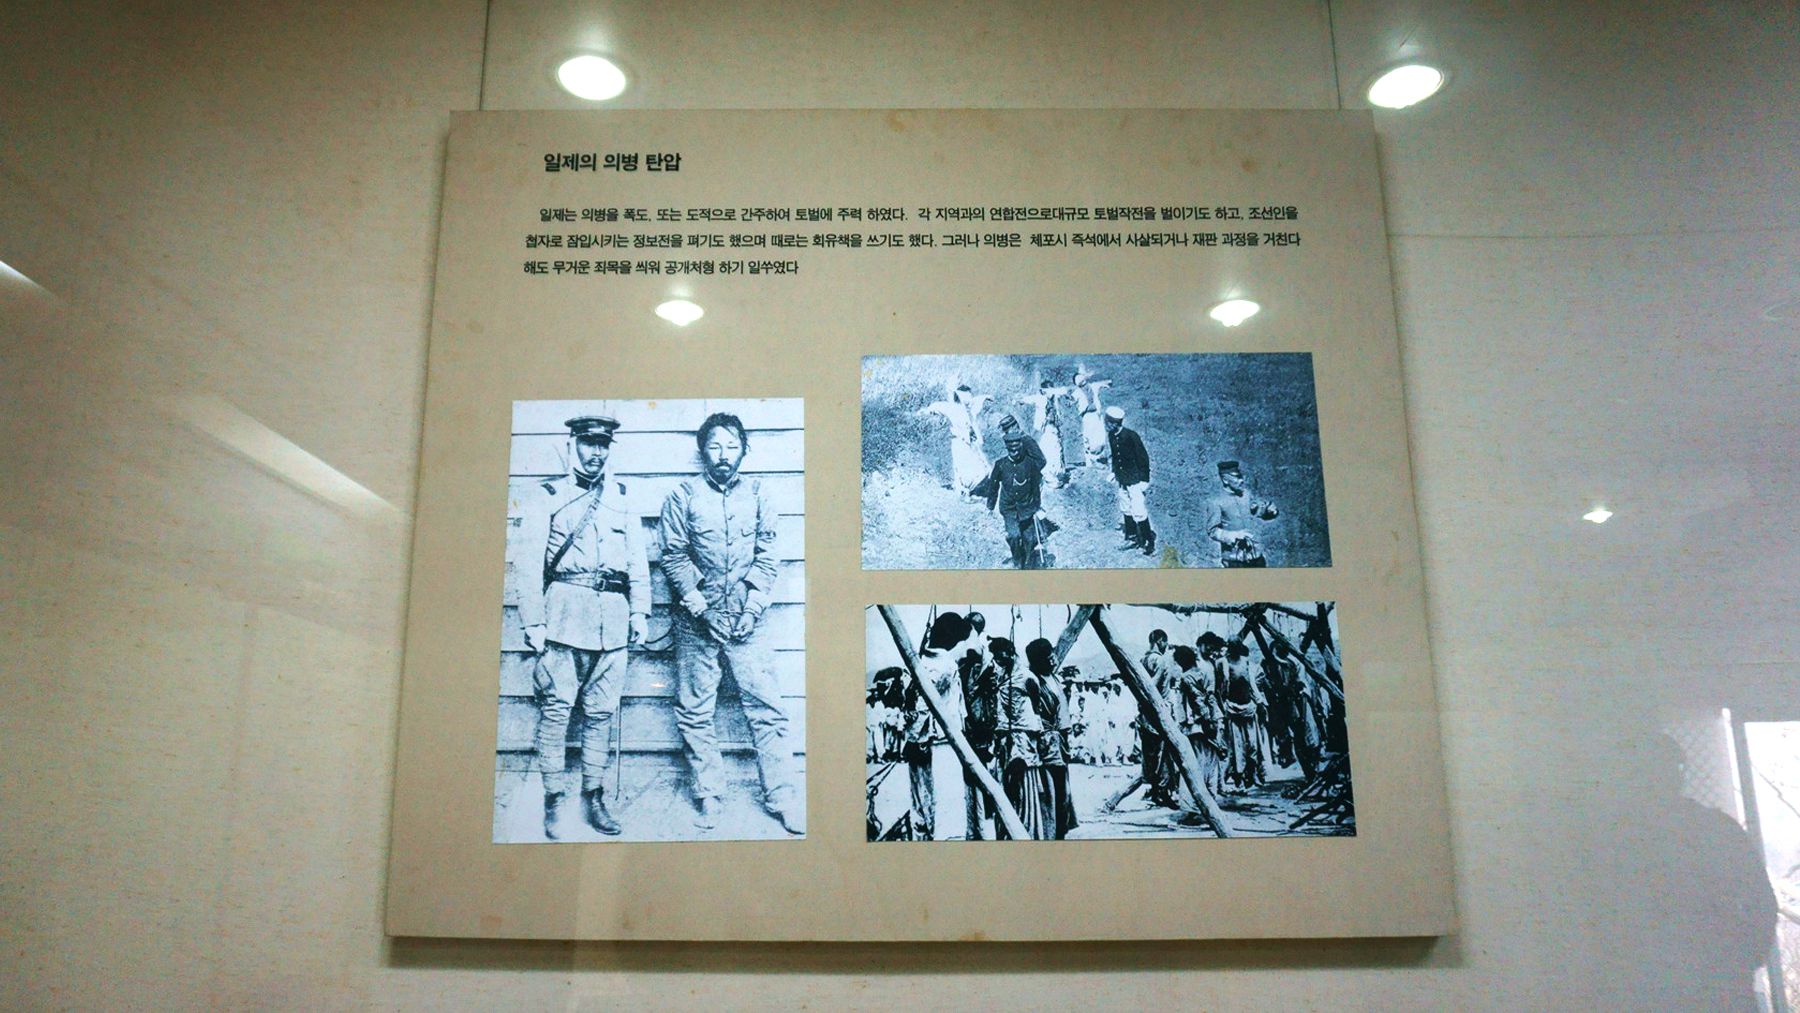 일제의 의병 탄압
일제는 의병을 폭도, 또는 도적으로 간주하여 토벌에 주력 하였다. 각 지역과의 연합전으로대규모 토벌작전을 벌이기도 하고, 조선인을
첩자로 잠입시키는 정보전을 펴기도 했으며 때로는 회유책을 쓰기도 했다. 그러나 의병은 체포시 즉석에서 사살되거나 재판 과정을 거친다
해도 무거운 죄목을 씌워 공개처형 하기 일쑤였다